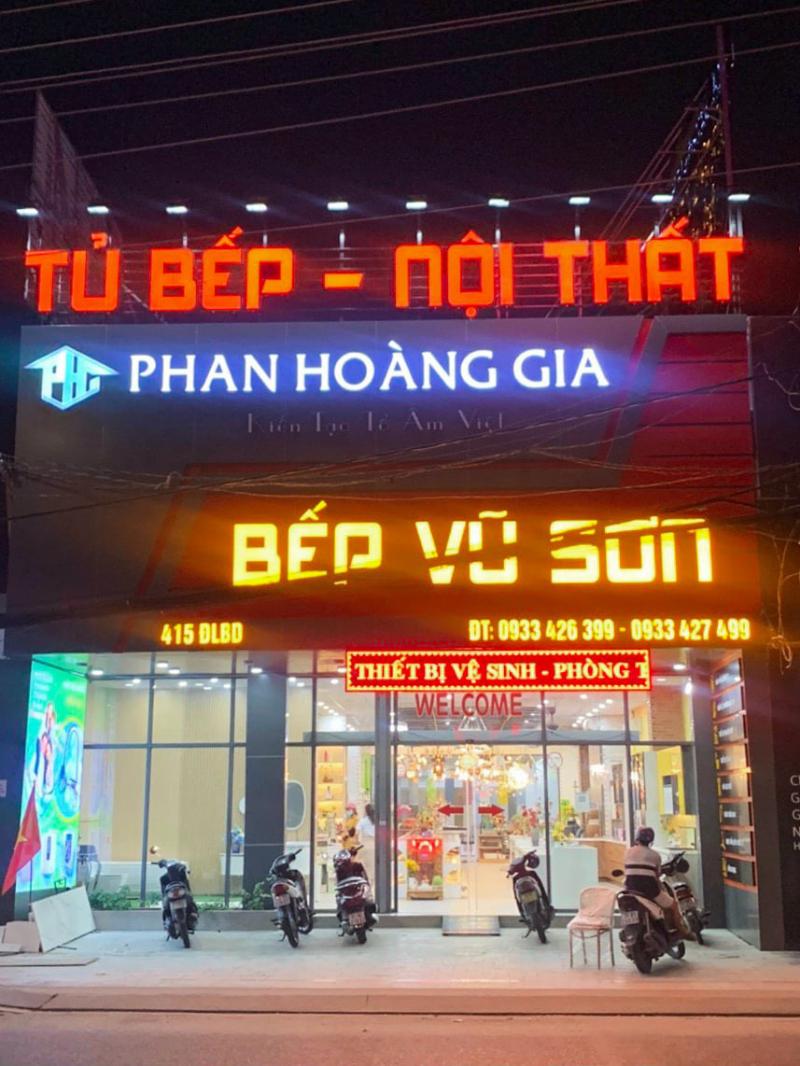 TỦ BẾP - NỘI THẤT
PHG
PHAN HOÀNG GIA
Kiến Tạo Tổ Ấm Việt
BẾP VŨ SƠN
415 ĐLBD
ĐT: 0933 426 399 - 0933 427 499
THIẾT BỊ VỆ SINH - PHÒNG T
WELCOME